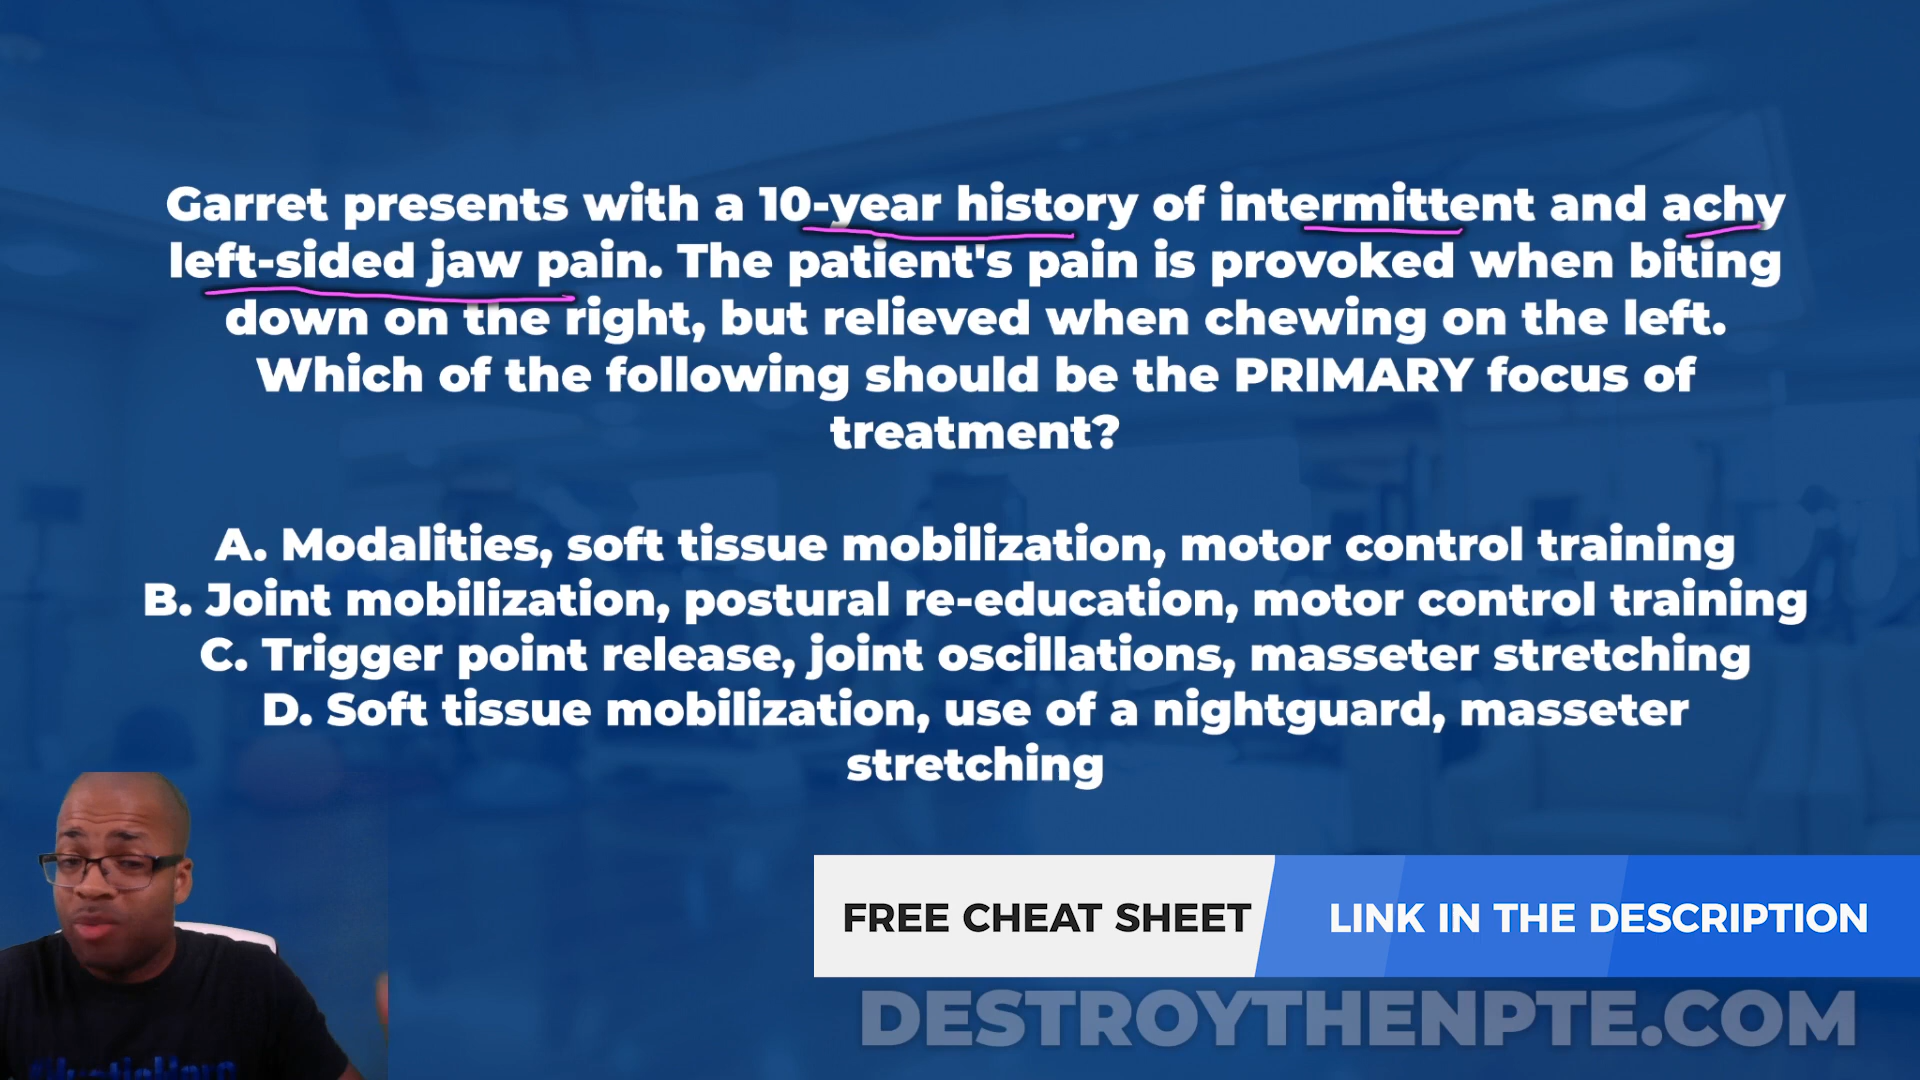 Garret presents with a 10-year history of intermittent and achy
left-sided jaw pain. The patient's pain is provoked when biting
down on the right, but relieved when chewing on the left.
Which of the following should be the PRIMARY focus of
treatment?
A. Modalities, soft tissue mobilization, motor control training
B. Joint mobilization, postural re-education, motor control training
C. Trigger point release, joint oscillations, masseter stretching
D. Soft tissue mobilization, use of a nightguard, masseter
stretching
FREE CHEAT SHEET
LINK IN THE DESCRIPTION
DESTROYTHENPTE.COM